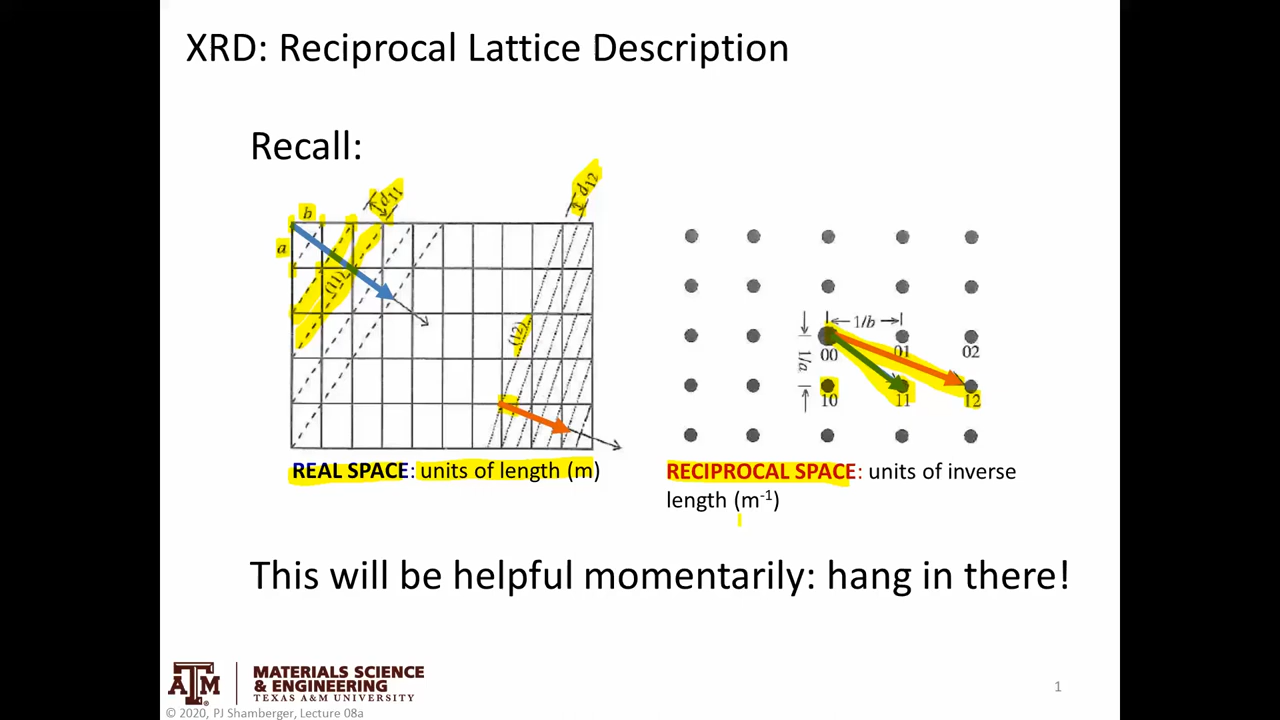 XRD: Reciprocal Lattice Description
Recall:
b
d11
d12
a
(11)
(12)
1/b
1/a
00
01
02
10
11
12
REAL SPACE: units of length (m)
RECIPROCAL SPACE: units of inverse
length (m-1)
This will be helpful momentarily: hang in there!
ATM
MATERIALS SCIENCE
& ENGINEERING
TEXAS A&M UNIVERSITY
© 2020, PJ Shamberger, Lecture 08a
1